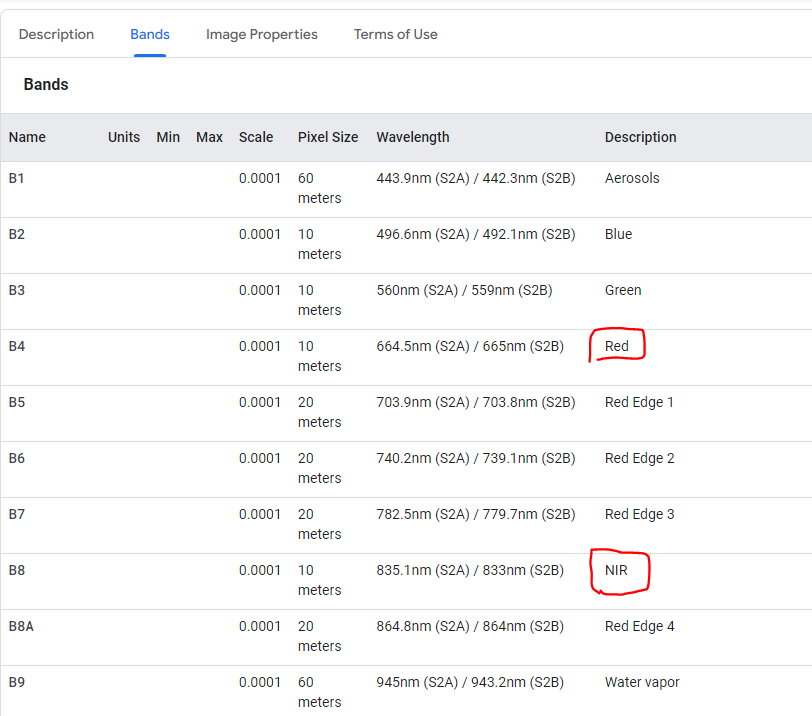 Description Bands Image Properties Terms of Use
Bands
Name Units Min Max Scale Pixel Size Wavelength Description
B1 0.0001 60 meters 443.9nm (S2A) / 442.3nm (S2B) Aerosols
B2 0.0001 10 meters 496.6nm (S2A) / 492.1nm (S2B) Blue
B3 0.0001 10 meters 560nm (S2A) / 559nm (S2B) Green
B4 0.0001 10 meters 664.5nm (S2A) / 665nm (S2B) Red
B5 0.0001 20 meters 703.9nm (S2A) / 703.8nm (S2B) Red Edge 1
B6 0.0001 20 meters 740.2nm (S2A) / 739.1nm (S2B) Red Edge 2
B7 0.0001 20 meters 782.5nm (S2A) / 779.7nm (S2B) Red Edge 3
B8 0.0001 10 meters 835.1nm (S2A) / 833nm (S2B) NIR
B8A 0.0001 20 meters 864.8nm (S2A) / 864nm (S2B) Red Edge 4
B9 0.0001 60 meters 945nm (S2A) / 943.2nm (S2B) Water vapor